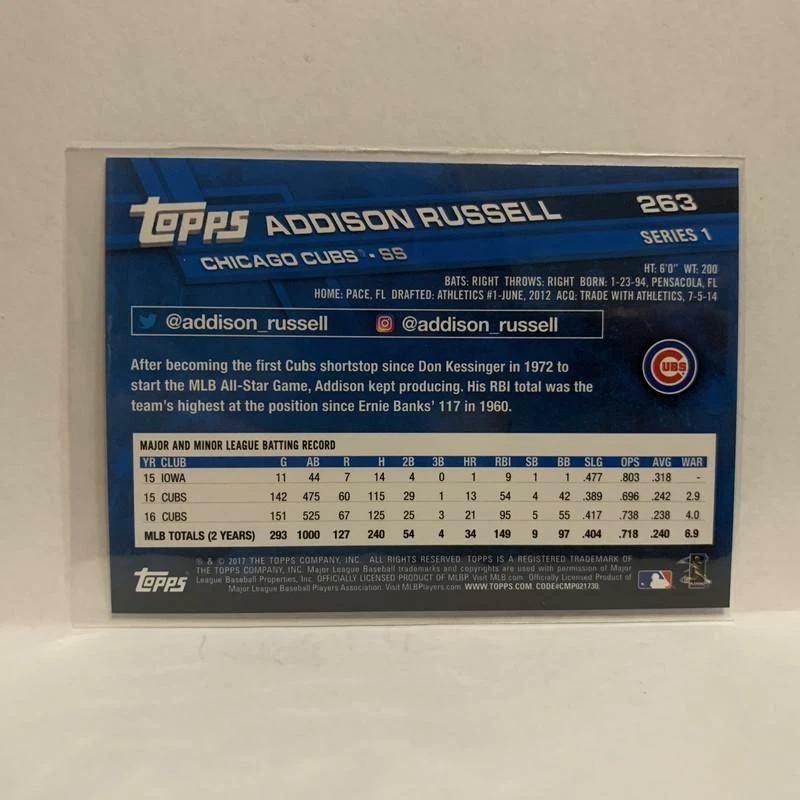 topps ADDISON RUSSELL 263
CHICAGO CUBS - SS SERIES 1
HT: 6'0" WT: 200
BATS: RIGHT THROWS: RIGHT BORN: 1-23-94, PENSACOLA, FL
HOME: PACE, FL DRAFTED: ATHLETICS #1-JUNE, 2012 ACQ: TRADE WITH ATHLETICS, 7-5-14
@addison_russell @addison_russell
After becoming the first Cubs shortstop since Don Kessinger in 1972 to
start the MLB All-Star Game, Addison kept producing. His RBI total was the
team's highest at the position since Ernie Banks' 117 in 1960.
CUBS
MAJOR AND MINOR LEAGUE BATTING RECORD
YR CLUB G AB R H 2B 3B HR RBI SB BB SLG OPS AVG WAR
15 IOWA 11 44 7 14 4 0 1 9 1 1 .477 .803 .318 -
15 CUBS 142 475 60 115 29 1 13 54 4 42 .389 .696 .242 2.9
16 CUBS 151 525 67 125 25 3 21 95 5 55 .417 .738 .238 4.0
MLB TOTALS (2 YEARS) 293 1000 127 240 54 4 34 149 9 97 .404 .718 .240 6.9
® & © 2017 THE TOPPS COMPANY, INC. ALL RIGHTS RESERVED. TOPPS IS A REGISTERED TRADEMARK OF
THE TOPPS COMPANY, INC. Major League Baseball trademarks and copyrights are used with permission of Major
League Baseball Properties, Inc. OFFICIALLY LICENSED PRODUCT OF MLBP. Visit MLB.com. Officially Licensed Product of
Major League Baseball Players Association. Visit MLBPlayers.com WWW.TOPPS.COM CODE#CMP021730.
topps